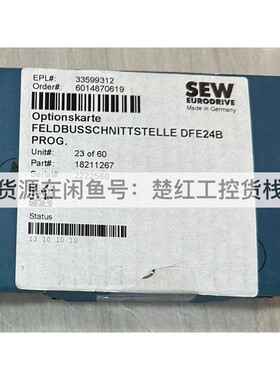 EPL#: 33599312
Order#: 6014870619
SEW
EURODRIVE
Made in Germany
Optionskarte
FELDBUSSCHNITTSTELLE DFE24B
PROG.
Unit#: 23 of 60
Part#: 18211267
Serial#:
货源在闲鱼号：楚红工控货栈
Status
13 10 10 10